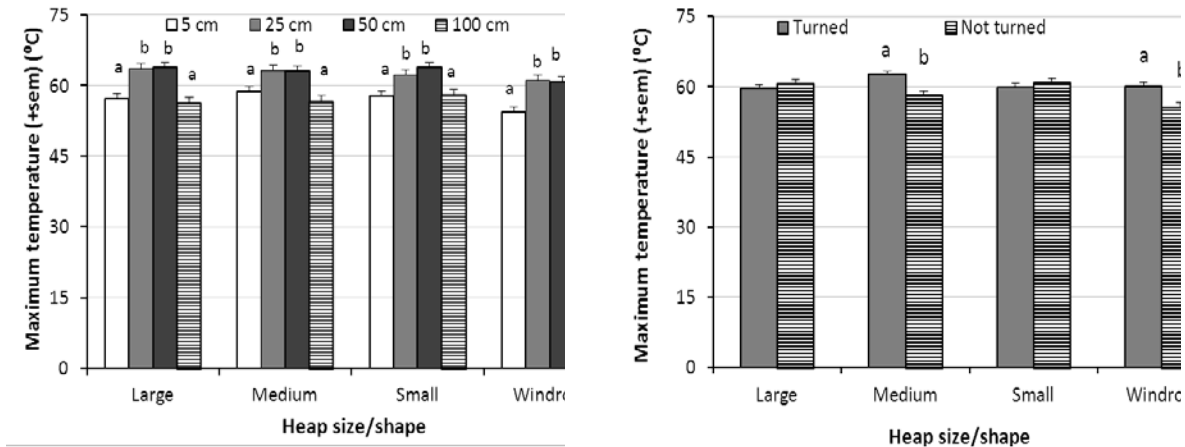 75
60
45
30
15
0
Maximum temperature (+sem) (°C)
5 cm 25 cm 50 cm 100 cm
a b b a a b b a a b b a a b b
Large Medium Small Windro
Heap size/shape
75
60
45
30
15
0
Maximum temperature (+sem) (°C)
Turned Not turned
a b a b
Large Medium Small Windro
Heap size/shape